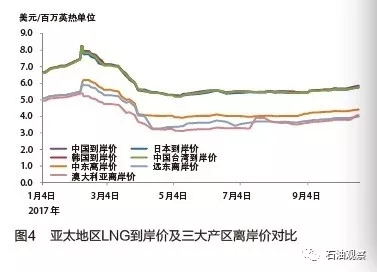 美元/百万英热单位
9.0
8.0
7.0
6.0
5.0
4.0
3.0
2.0
1.0
0.0
中国到岸价 日本到岸价
韩国到岸价 中国台湾到岸价
中东离岸价 远东离岸价
澳大利亚离岸价
1月4日 3月4日 5月4日 7月4日 9月4日
2017年
图4 亚太地区LNG到岸价及三大产区离岸价对比
石油观察